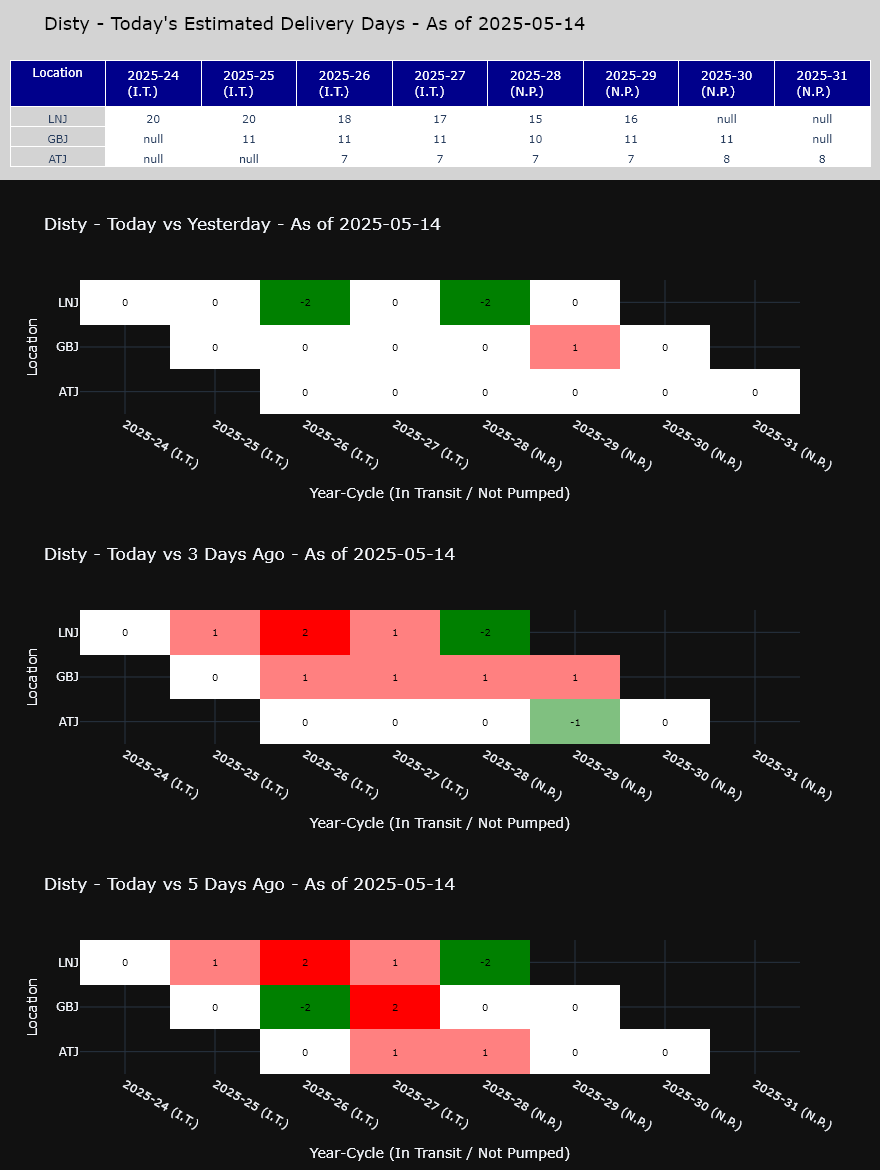 Disty - Today's Estimated Delivery Days - As of 2025-05-14
Location 2025-24 (I.T.) 2025-25 (I.T.) 2025-26 (I.T.) 2025-27 (I.T.) 2025-28 (N.P.) 2025-29 (N.P.) 2025-30 (N.P.) 2025-31 (N.P.)
LNJ 20 20 18 17 15 16 null null
GBJ null 11 11 11 10 11 11 null
ATJ null null 7 7 7 7 8 8
Disty - Today vs Yesterday - As of 2025-05-14
Location
LNJ 0 0 -2 0 -2 0
GBJ 0 0 0 0 1 0
ATJ 0 0 0 0 0 0
2025-24 (I.T.) 2025-25 (I.T.) 2025-26 (I.T.) 2025-27 (I.T.) 2025-28 (N.P.) 2025-29 (N.P.) 2025-30 (N.P.) 2025-31 (N.P.)
Year-Cycle (In Transit / Not Pumped)
Disty - Today vs 3 Days Ago - As of 2025-05-14
Location
LNJ 0 1 2 1 -2
GBJ 0 1 1 1 1
ATJ 0 0 0 -1 0
2025-24 (I.T.) 2025-25 (I.T.) 2025-26 (I.T.) 2025-27 (I.T.) 2025-28 (N.P.) 2025-29 (N.P.) 2025-30 (N.P.) 2025-31 (N.P.)
Year-Cycle (In Transit / Not Pumped)
Disty - Today vs 5 Days Ago - As of 2025-05-14
Location
LNJ 0 1 2 1 -2
GBJ 0 -2 2 0 0
ATJ 0 1 1 0 0
2025-24 (I.T.) 2025-25 (I.T.) 2025-26 (I.T.) 2025-27 (I.T.) 2025-28 (N.P.) 2025-29 (N.P.) 2025-30 (N.P.) 2025-31 (N.P.)
Year-Cycle (In Transit / Not Pumped)